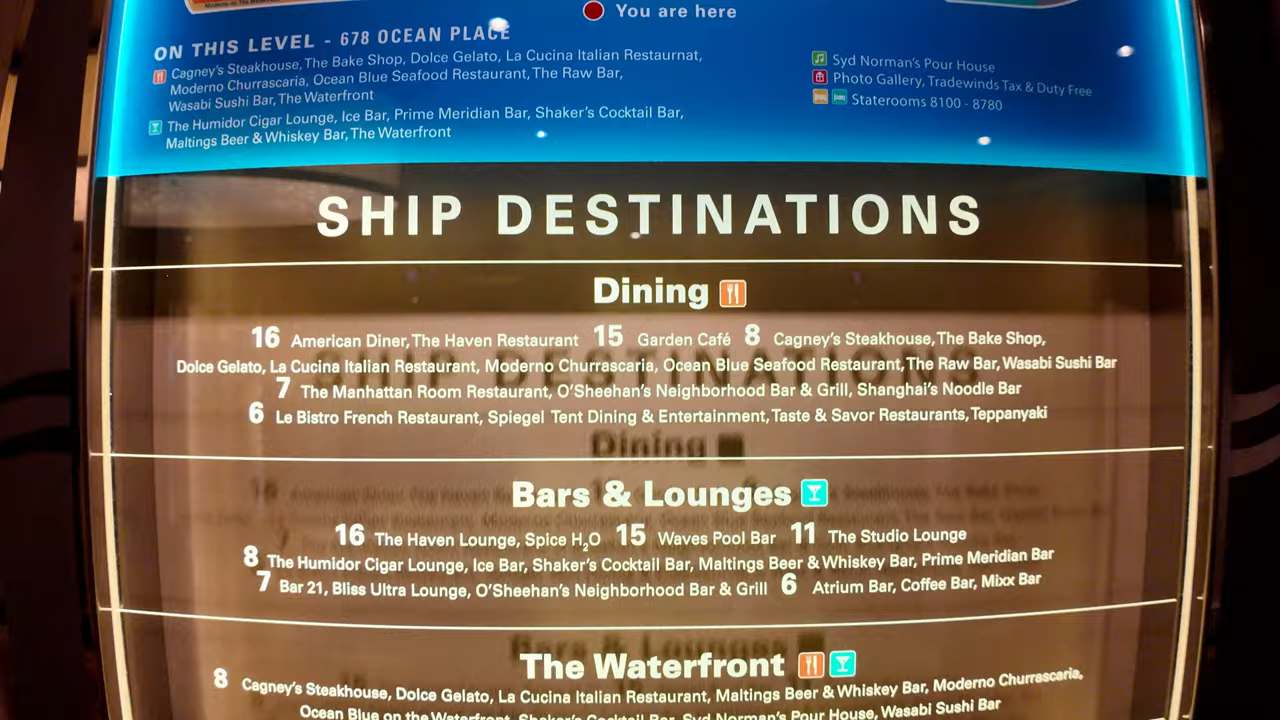 You are here
ON THIS LEVEL - 678 OCEAN PLACE
Cagney's Steakhouse, The Bake Shop, Dolce Gelato, La Cucina Italian Restaurnat,
Moderno Churrascaria, Ocean Blue Seafood Restaurant, The Raw Bar,
Wasabi Sushi Bar, The Waterfront
The Humidor Cigar Lounge, Ice Bar, Prime Meridian Bar, Shaker's Cocktail Bar,
Maltings Beer & Whiskey Bar, The Waterfront
Syd Norman's Pour House
Photo Gallery, Tradewinds Tax & Duty Free
Staterooms 8100 - 8780
SHIP DESTINATIONS
Dining
16 American Diner, The Haven Restaurant 15 Garden Café 8 Cagney's Steakhouse, The Bake Shop,
Dolce Gelato, La Cucina Italian Restaurant, Moderno Churrascaria, Ocean Blue Seafood Restaurant, The Raw Bar, Wasabi Sushi Bar
7 The Manhattan Room Restaurant, O'Sheehan's Neighborhood Bar & Grill, Shanghai's Noodle Bar
6 Le Bistro French Restaurant, Spiegel Tent Dining & Entertainment, Taste & Savor Restaurants, Teppanyaki
Bars & Lounges
16 The Haven Lounge, Spice H₂O 15 Waves Pool Bar 11 The Studio Lounge
8 The Humidor Cigar Lounge, Ice Bar, Shaker's Cocktail Bar, Maltings Beer & Whiskey Bar, Prime Meridian Bar
7 Bar 21, Bliss Ultra Lounge, O'Sheehan's Neighborhood Bar & Grill 6 Atrium Bar, Coffee Bar, Mixx Bar
The Waterfront
8 Cagney's Steakhouse, Dolce Gelato, La Cucina Italian Restaurant, Maltings Beer & Whiskey Bar, Moderno Churrascaria,
Ocean Blue on the Waterfront, Shaker's Cocktail Bar, Syd Norman's Pour House, Wasabi Sushi Bar